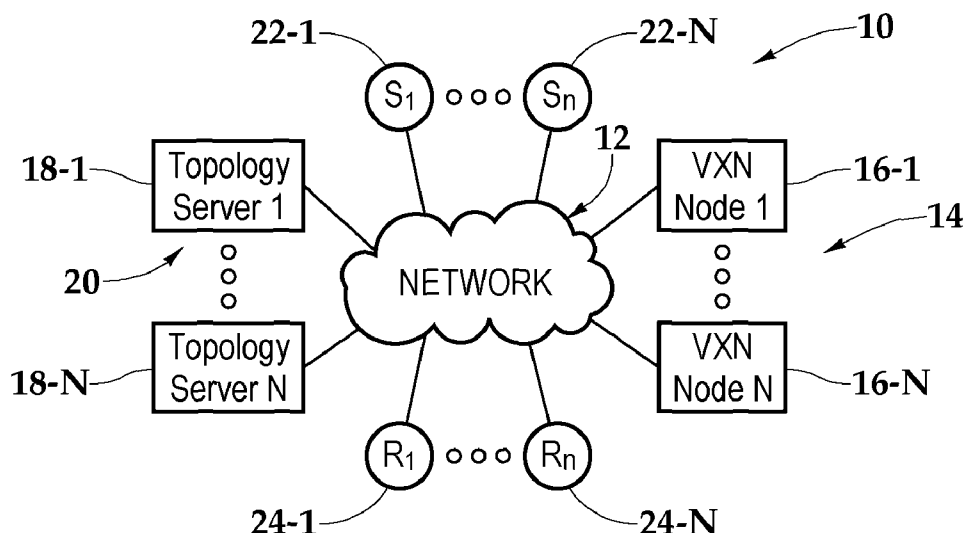 22-1
22-N
10
S1
Sn
12
18-1
Topology
Server 1
VXN
Node 1
16-1
14
20
NETWORK
18-N
Topology
Server N
VXN
Node N
16-N
R1
Rn
24-1
24-N